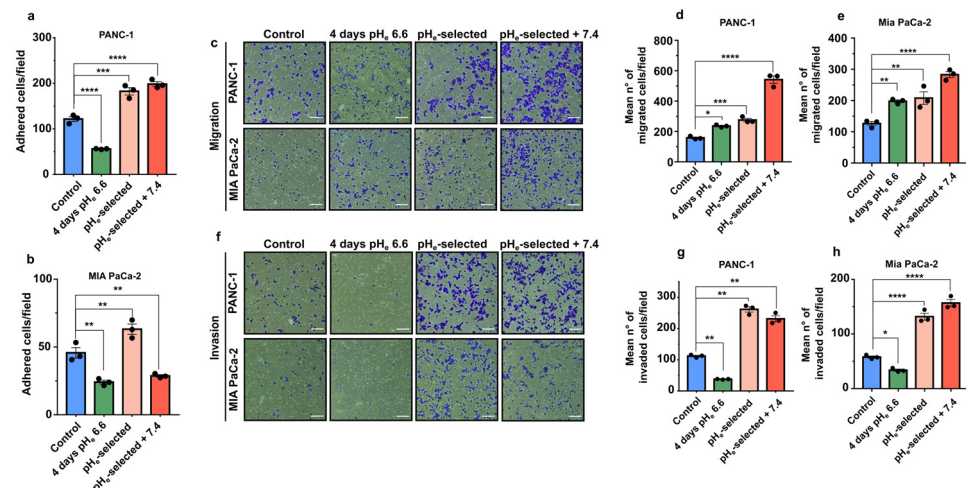 a
PANC-1
Adhered cells/field
300
200
100
0
****
***
****
Control
4 days pHe 6.6
pHe-selected
pHe-selected + 7.4
b
MIA PaCa-2
Adhered cells/field
100
50
0
**
**
**
Control
4 days pHe 6.6
pHe-selected
pHe-selected + 7.4
c
Control
4 days pHe 6.6
pHe-selected
pHe-selected + 7.4
Migration
PANC-1
MIA PaCa-2
f
Control
4 days pHe 6.6
pHe-selected
pHe-selected + 7.4
Invasion
PANC-1
MIA PaCa-2
d
PANC-1
Mean n° of
migrated cells/field
800
600
400
200
0
****
***
*
Control
4 days pHe 6.6
pHe-selected
pHe-selected + 7.4
e
Mia PaCa-2
Mean n° of
migrated cells/field
400
300
200
100
0
****
**
**
Control
4 days pHe 6.6
pHe-selected
pHe-selected + 7.4
g
PANC-1
Mean n° of
invaded cells/field
400
300
200
100
0
**
**
**
Control
4 days pHe 6.6
pHe-selected
pHe-selected + 7.4
h
Mia PaCa-2
Mean n° of
invaded cells/field
200
150
100
50
0
****
****
*
Control
4 days pHe 6.6
pHe-selected
pHe-selected + 7.4